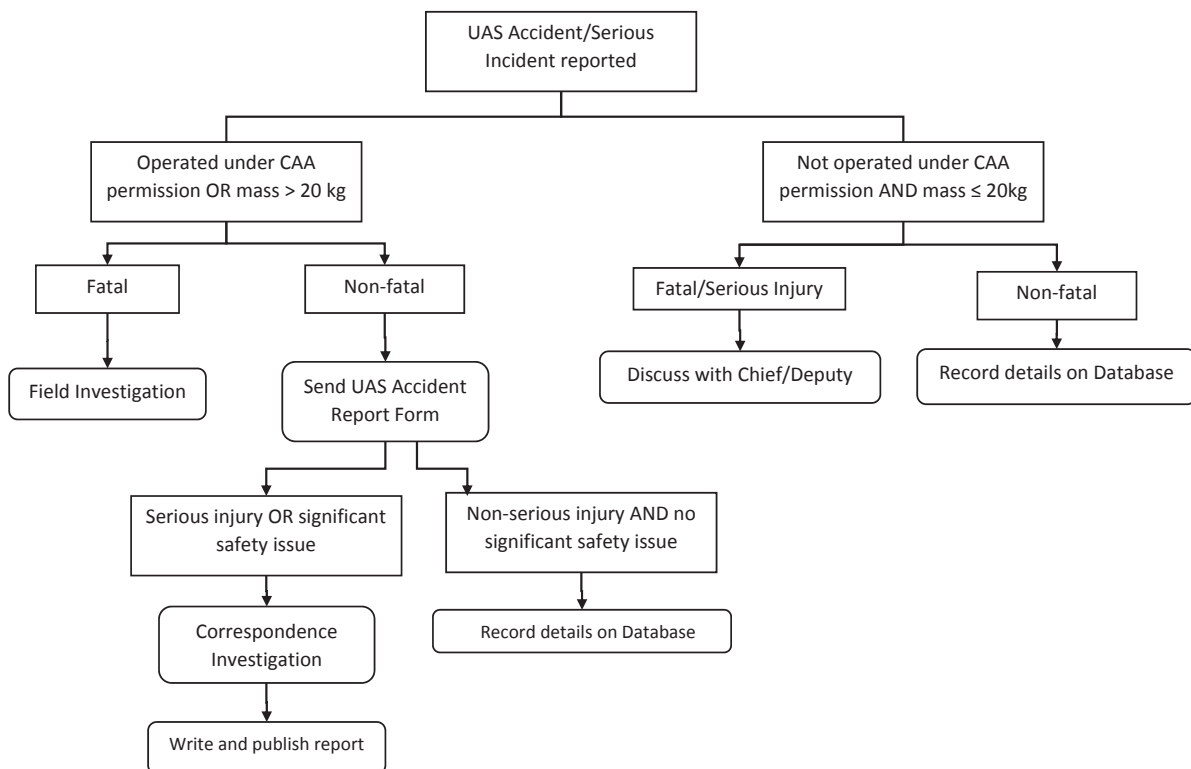 UAS Accident/Serious
Incident reported
Operated under CAA
permission OR mass > 20 kg
Not operated under CAA
permission AND mass ≤ 20kg
Fatal
Non-fatal
Fatal/Serious Injury
Non-fatal
Field Investigation
Send UAS Accident
Report Form
Discuss with Chief/Deputy
Record details on Database
Serious injury OR significant
safety issue
Non-serious injury AND no
significant safety issue
Correspondence
Investigation
Record details on Database
Write and publish report